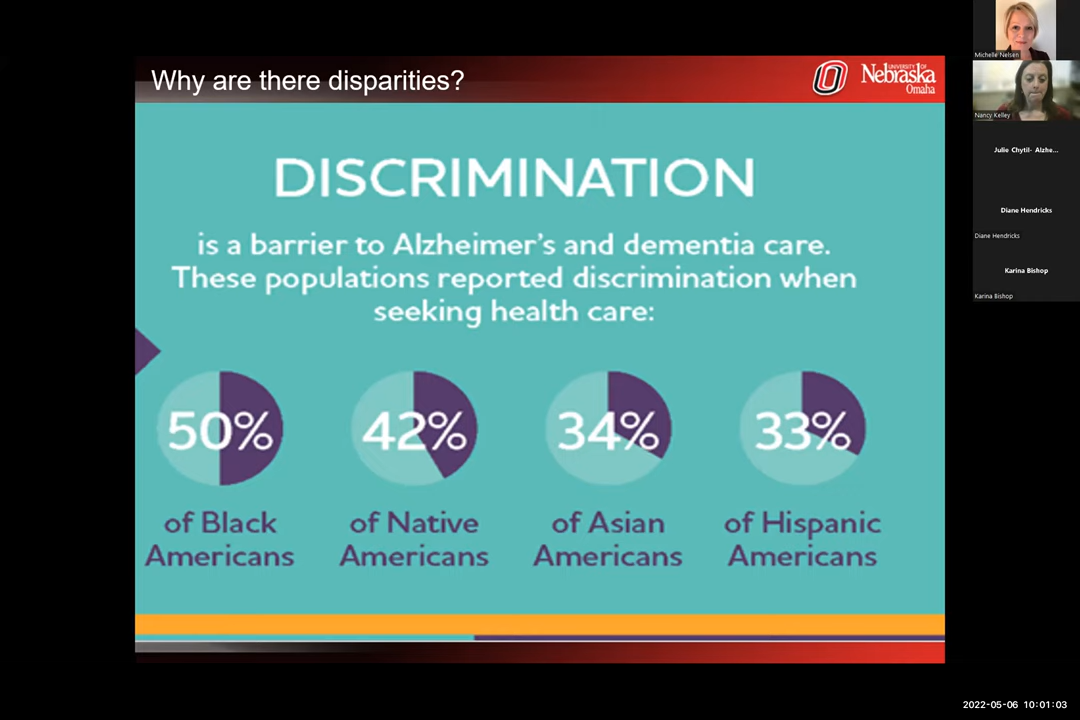 Why are there disparities?
UNIVERSITY OF
Nebraska
Omaha
DISCRIMINATION
is a barrier to Alzheimer's and dementia care.
These populations reported discrimination when
seeking health care:
50%
42%
34%
33%
of Black
Americans
of Native
Americans
of Asian
Americans
of Hispanic
Americans
Michelle Nelsen
Nancy Kelley
Julie Chytil- Alzhe...
Diane Hendricks
Diane Hendricks
Karina Bishop
Karina Bishop
2022-05-06 10:01:03